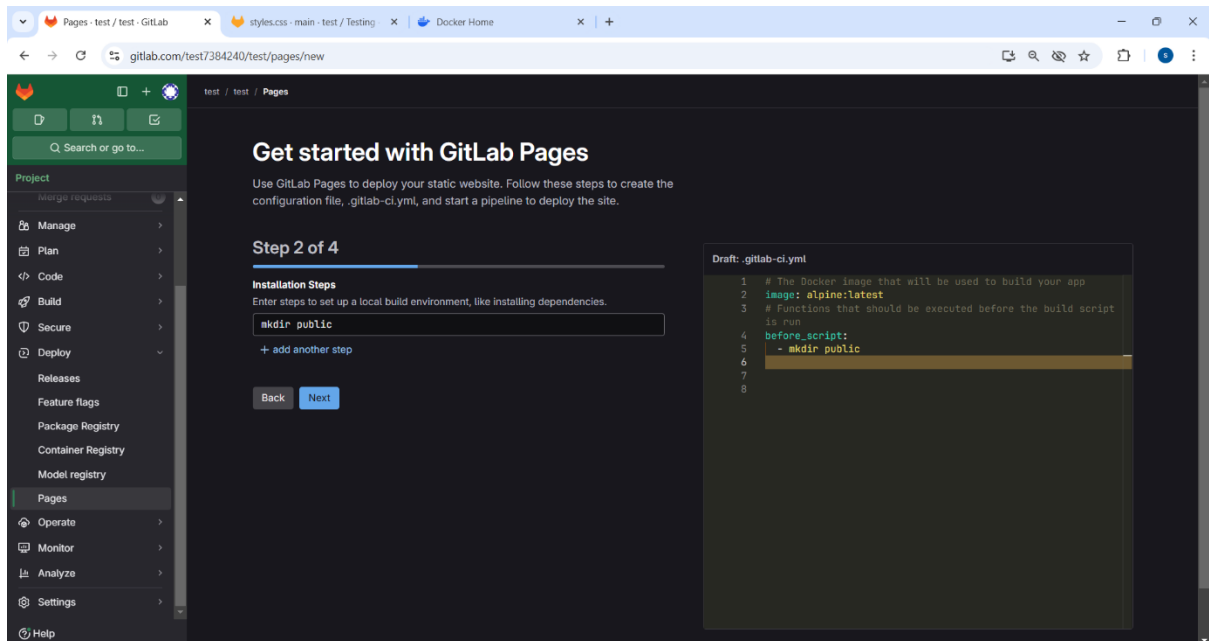 Pages · test / test · GitLab
styles.css · main · test / Testing ·
Docker Home
gitlab.com/test7384240/test/pages/new
s
Search or go to...
Project
Merge requests
0
Manage
Plan
Code
Build
Secure
Deploy
Releases
Feature flags
Package Registry
Container Registry
Model registry
Pages
Operate
Monitor
Analyze
Settings
Help
test / test / Pages
Get started with GitLab Pages
Use GitLab Pages to deploy your static website. Follow these steps to create the
configuration file, .gitlab-ci.yml, and start a pipeline to deploy the site.
Step 2 of 4
Installation Steps
Enter steps to set up a local build environment, like installing dependencies.
mkdir public
+ add another step
Back
Next
Draft: .gitlab-ci.yml
1 # The Docker image that will be used to build your app
2 image: alpine:latest
3 # Functions that should be executed before the build script
is run
4 before_script:
5 - mkdir public
6
7
8